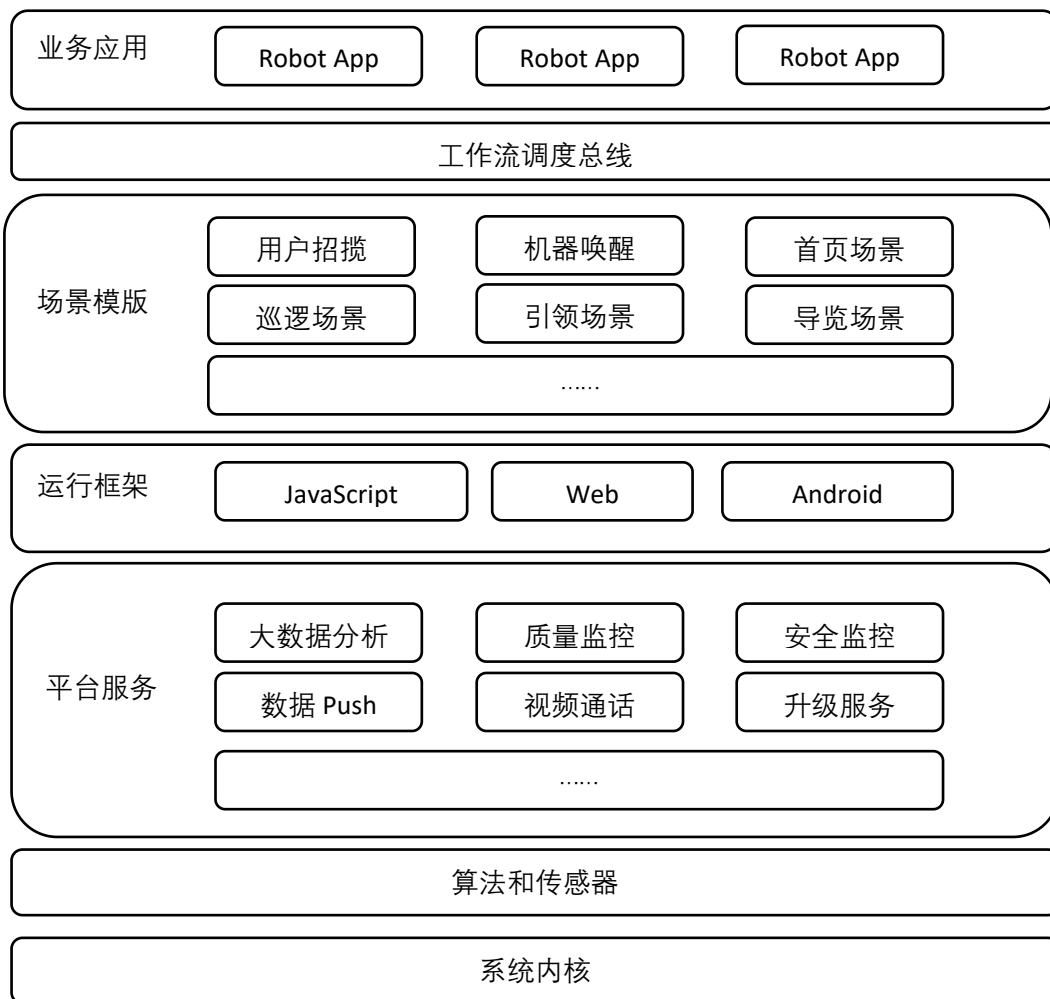 业务应用
Robot App
Robot App
Robot App
工作流调度总线
场景模版
用户招揽
机器唤醒
首页场景
巡逻场景
引领场景
导览场景
……
运行框架
JavaScript
Web
Android
平台服务
大数据分析
质量监控
安全监控
数据 Push
视频通话
升级服务
……
算法和传感器
系统内核